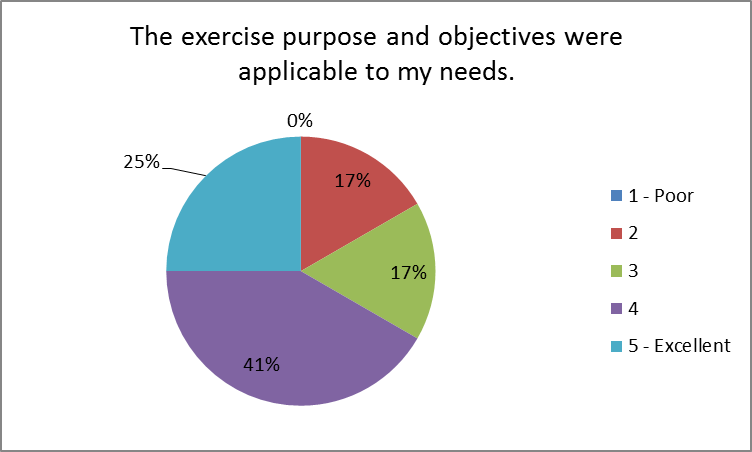 The exercise purpose and objectives were
applicable to my needs.
0%
25%
17%
17%
41%
1 - Poor
2
3
4
5 - Excellent